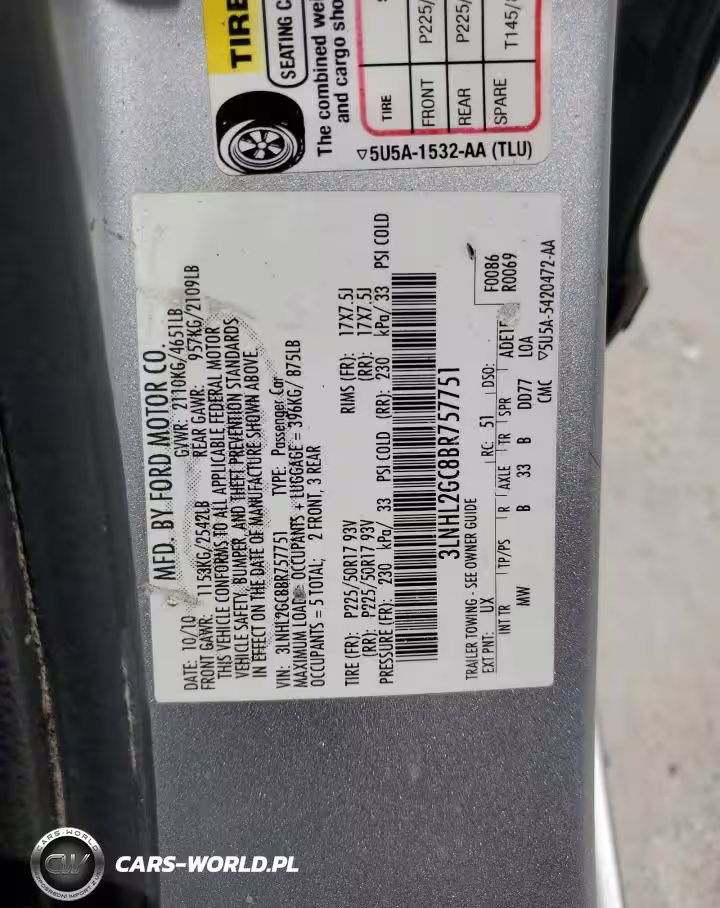 TIRE
SEATING C
The combined wei
and cargo sho
TIRE
FRONT P225/
REAR P225/
SPARE T145/
▽5U5A-1532-AA (TLU)
MFD. BY FORD MOTOR CO.
DATE: 10/10 GVWR: 2110KG/4651LB
FRONT GAWR: 1153KG/2542LB REAR GAWR: 957KG/2109LB
THIS VEHICLE CONFORMS TO ALL APPLICABLE FEDERAL MOTOR
VEHICLE SAFETY, BUMPER, AND THEFT PREVENTION STANDARDS
IN EFFECT ON THE DATE OF MANUFACTURE SHOWN ABOVE.
VIN: 3LNHL2GC8BR757751 TYPE: Passenger Car
MAXIMUM LOAD= OCCUPANTS + LUGGAGE = 396KG/ 875LB
OCCUPANTS = 5 TOTAL; 2 FRONT, 3 REAR
TIRE (FR): P225/50R17 93V RIMS (FR): 17X7.5J
(RR): P225/50R17 93V (RR): 17X7.5J
PRESSURE (FR): 230 kPa/ 33 PSI COLD (RR): 230 kPa/ 33 PSI COLD
3LNHL2GC8BR757751
TRAILER TOWING - SEE OWNER GUIDE
EXT PNT: UX RC: 51 DSO:
F0086
R0069
INT TR TP/PS R AXLE TR SPR
MW B 33 B DD77 LOA
CMC ▽5U5A-5420472-AA
CARS-WORLD
CW
CARS-WORLD.PL